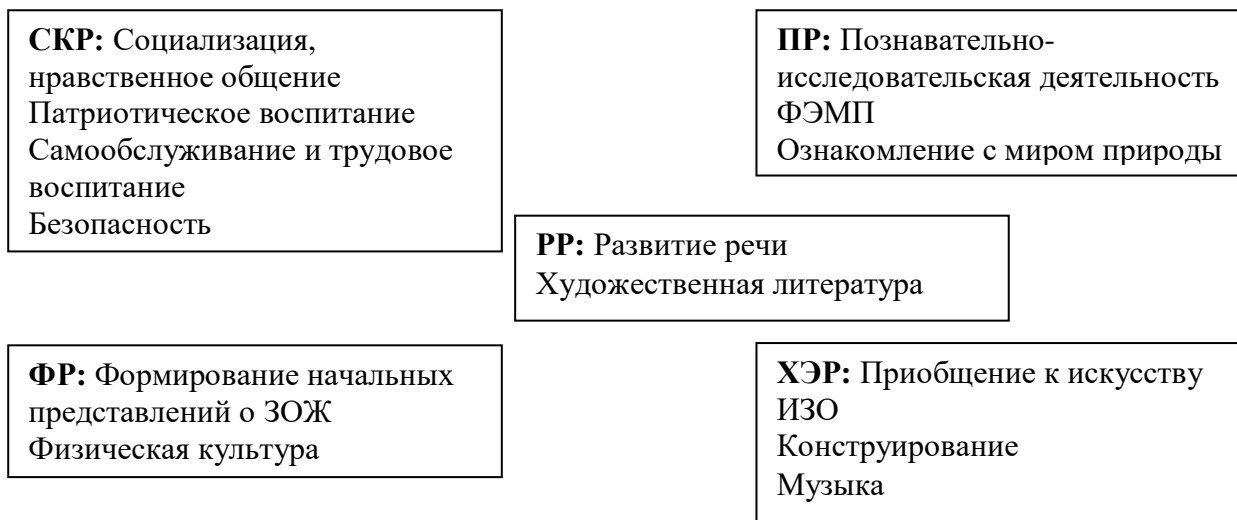 СКР: Социализация,
нравственное общение
Патриотическое воспитание
Самообслуживание и трудовое
воспитание
Безопасность
ПР: Познавательно-
исследовательская деятельность
ФЭМП
Ознакомление с миром природы
РР: Развитие речи
Художественная литература
ФР: Формирование начальных
представлений о ЗОЖ
Физическая культура
ХЭР: Приобщение к искусству
ИЗО
Конструирование
Музыка